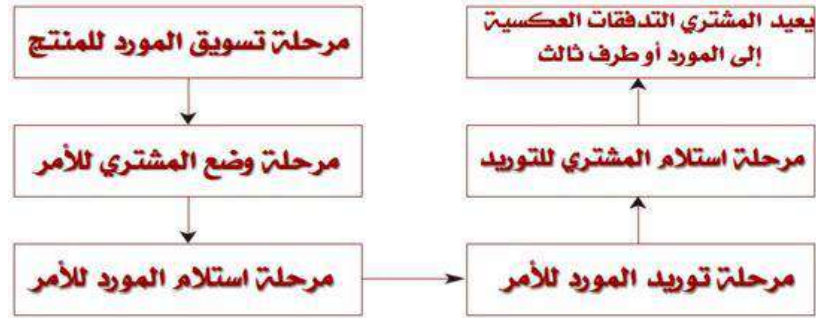 مرحلة تسويق المورد للمنتج
مرحلة وضع المشتري للأمر
مرحلة استلام المورد للأمر
مرحلة توريد المورد للأمر
مرحلة استلام المشتري للتوريد
يعيد المشتري التدفقات العكسية
إلى المورد أو طرف ثالث